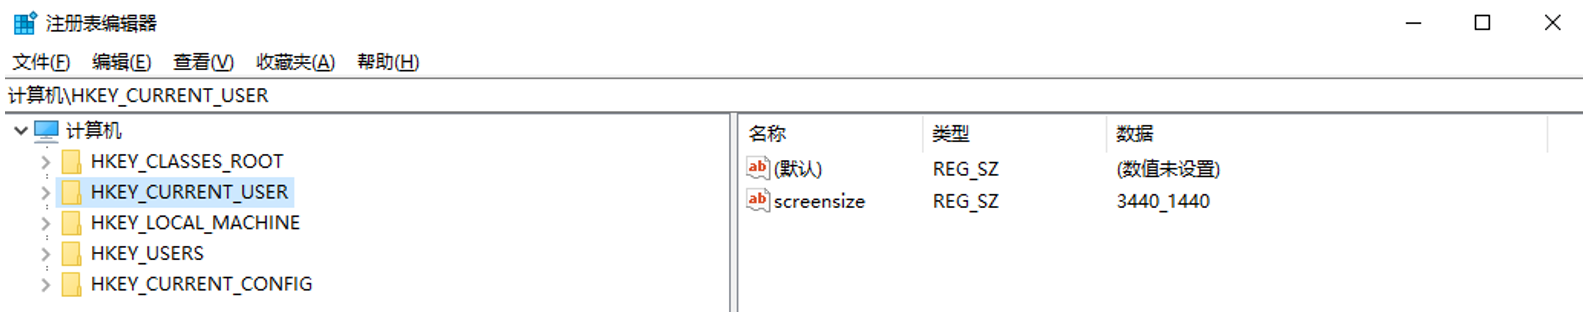 注册表编辑器
文件(F) 编辑(E) 查看(V) 收藏夹(A) 帮助(H)
计算机\HKEY_CURRENT_USER
计算机
HKEY_CLASSES_ROOT
HKEY_CURRENT_USER
HKEY_LOCAL_MACHINE
HKEY_USERS
HKEY_CURRENT_CONFIG
名称 类型 数据
ab (默认) REG_SZ (数值未设置)
ab screensize REG_SZ 3440_1440